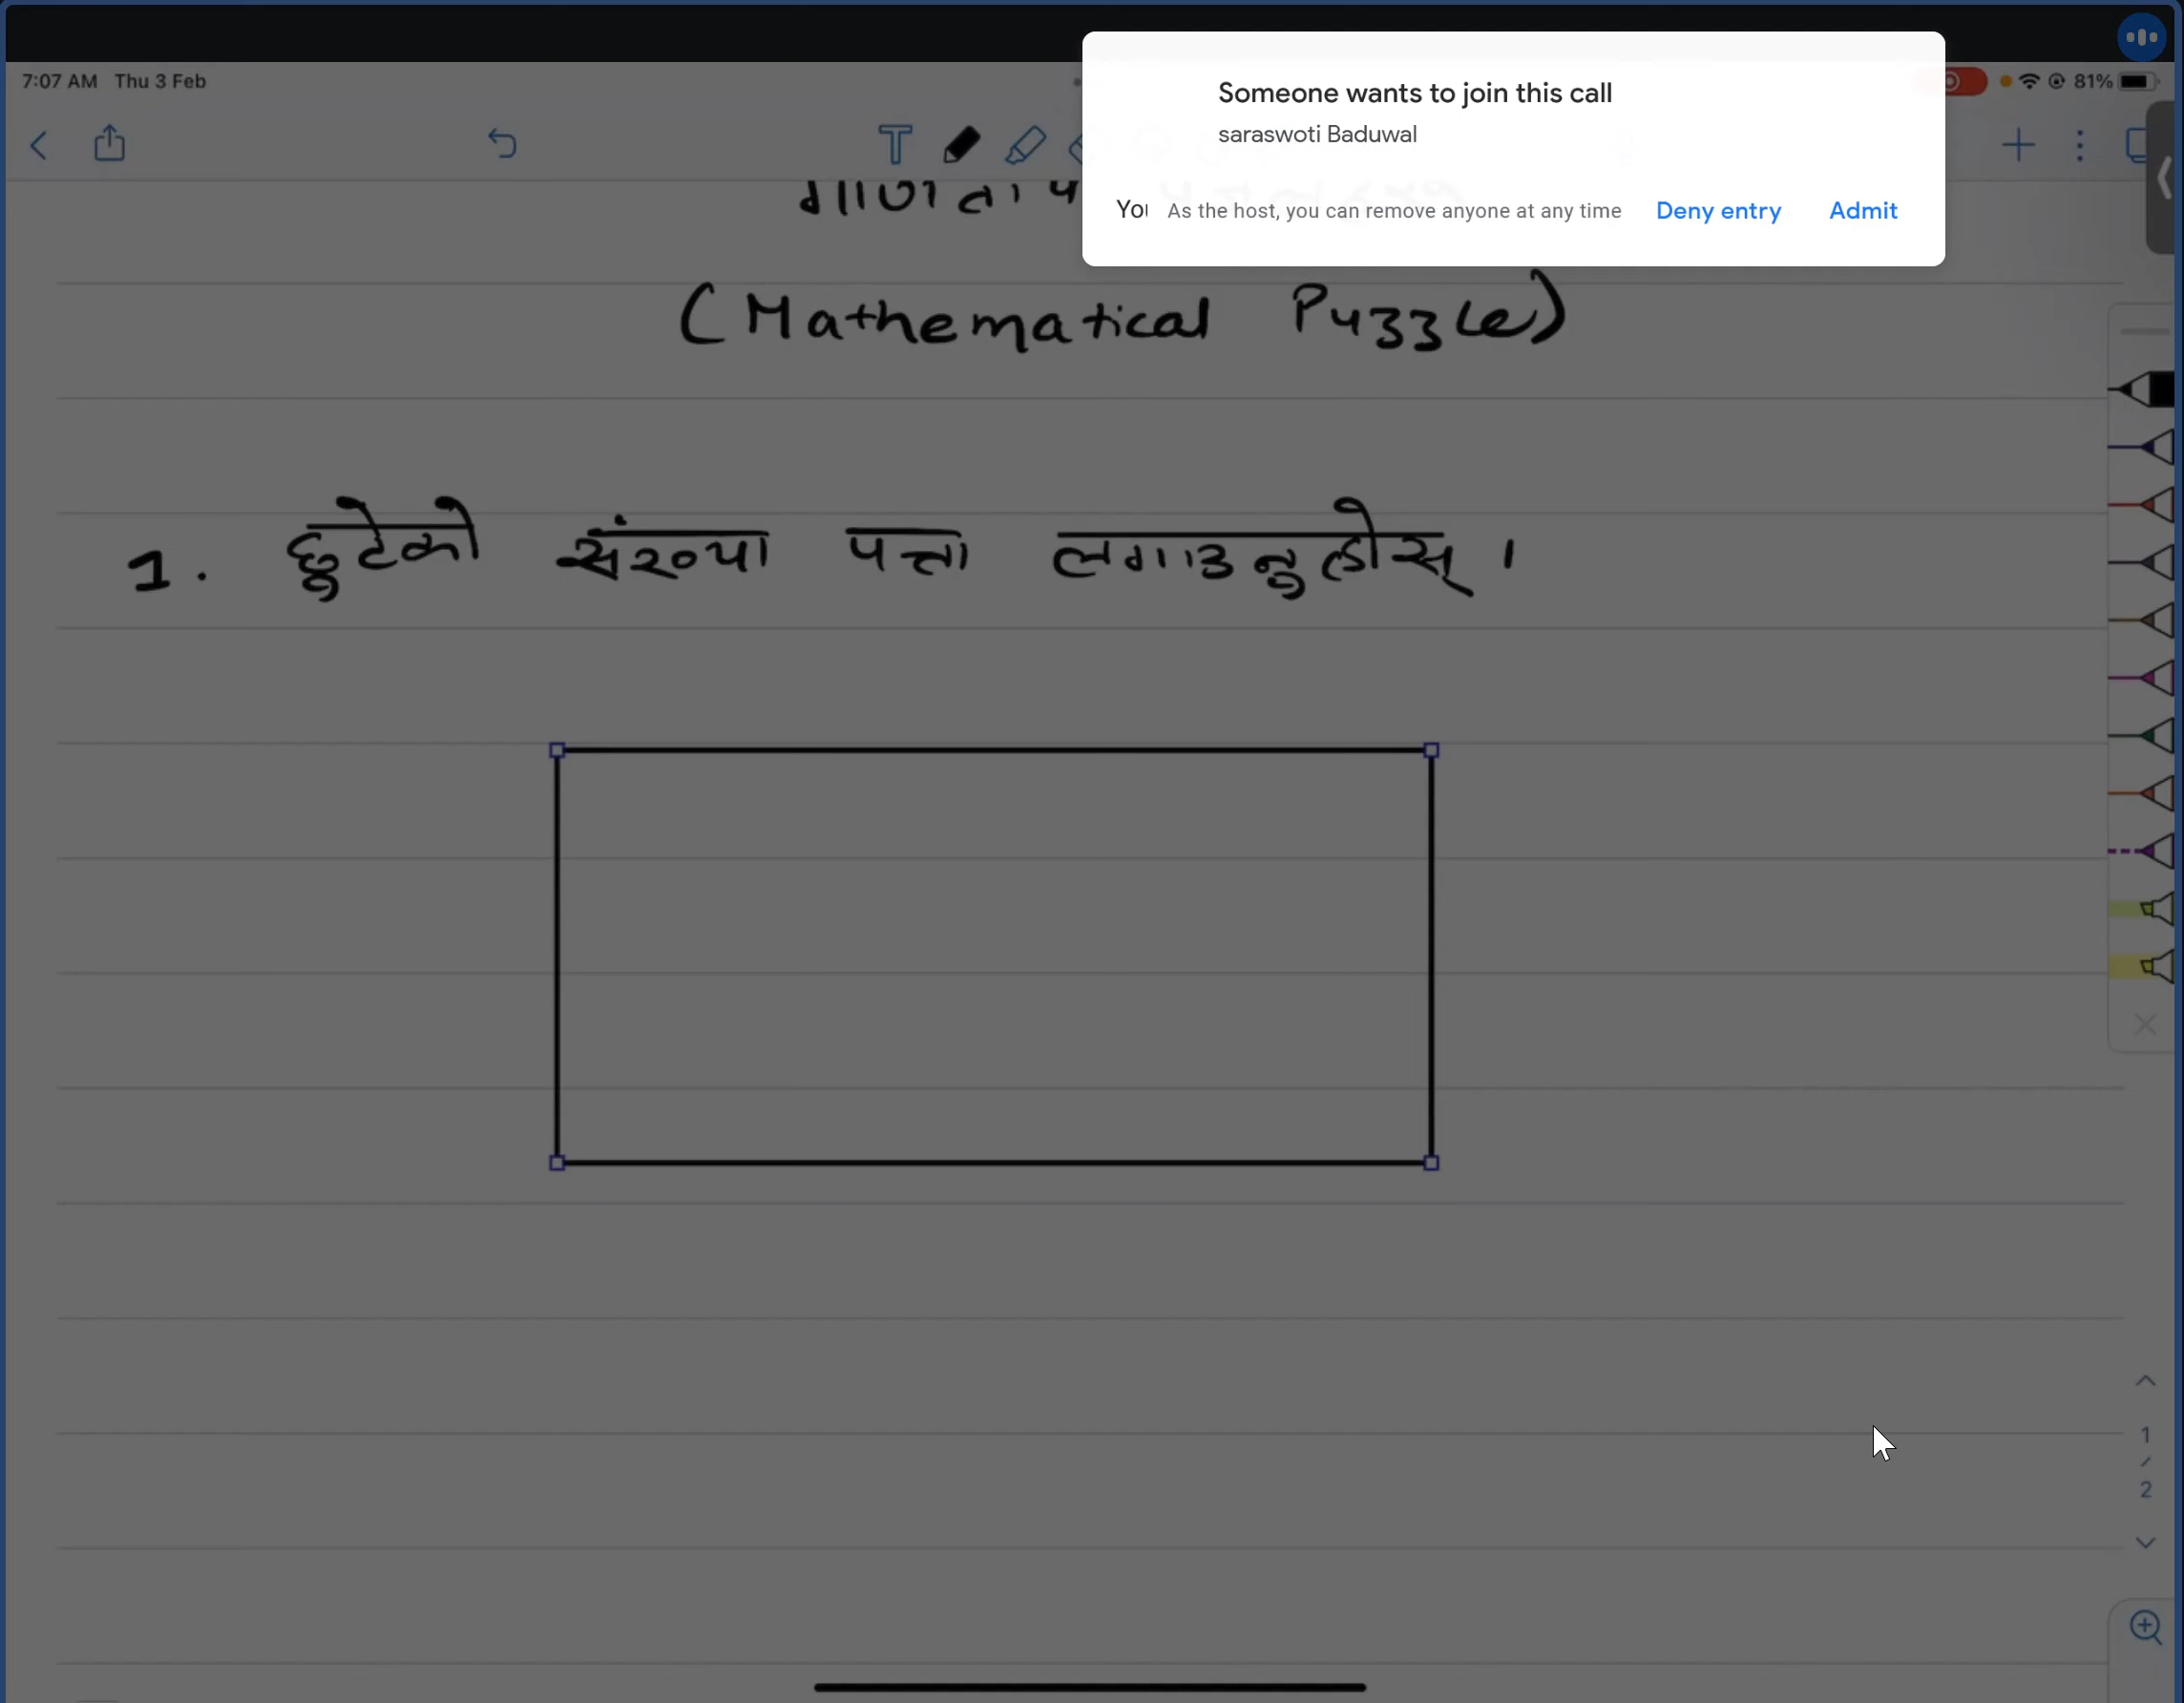 Someone wants to join this call
7:07 AM Thu 3 Feb
81%
saraswoti Baduwal
As the host, you can remove anyone at any time Deny entry Admit
(Mathematical Puzzle)
1. छुटेको संख्या पत्ता लगाउनुहोस् ।
1
/
2